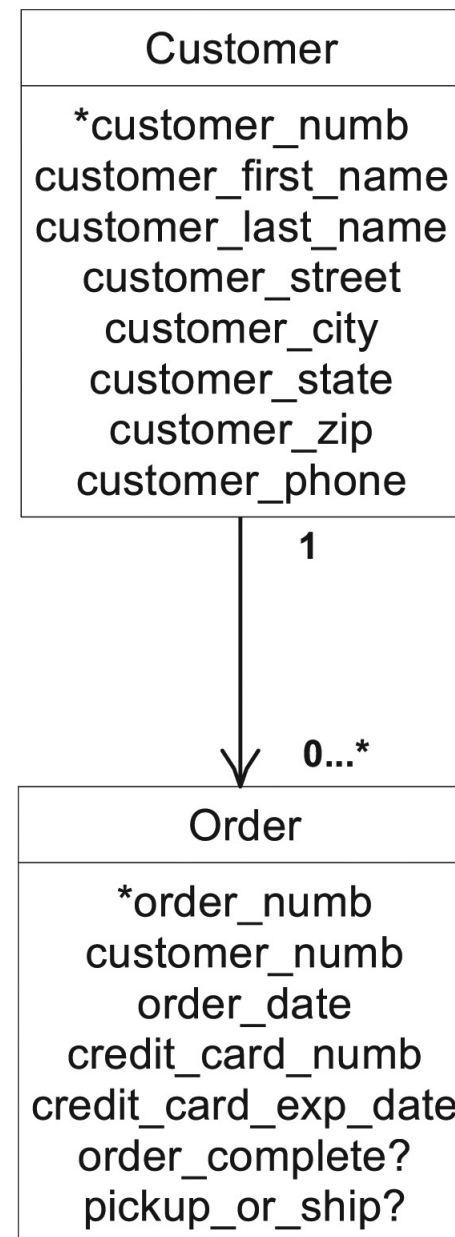 Customer
*customer_numb
customer_first_name
customer_last_name
customer_street
customer_city
customer_state
customer_zip
customer_phone
1
0...*
Order
*order_numb
customer_numb
order_date
credit_card_numb
credit_card_exp_date
order_complete?
pickup_or_ship?